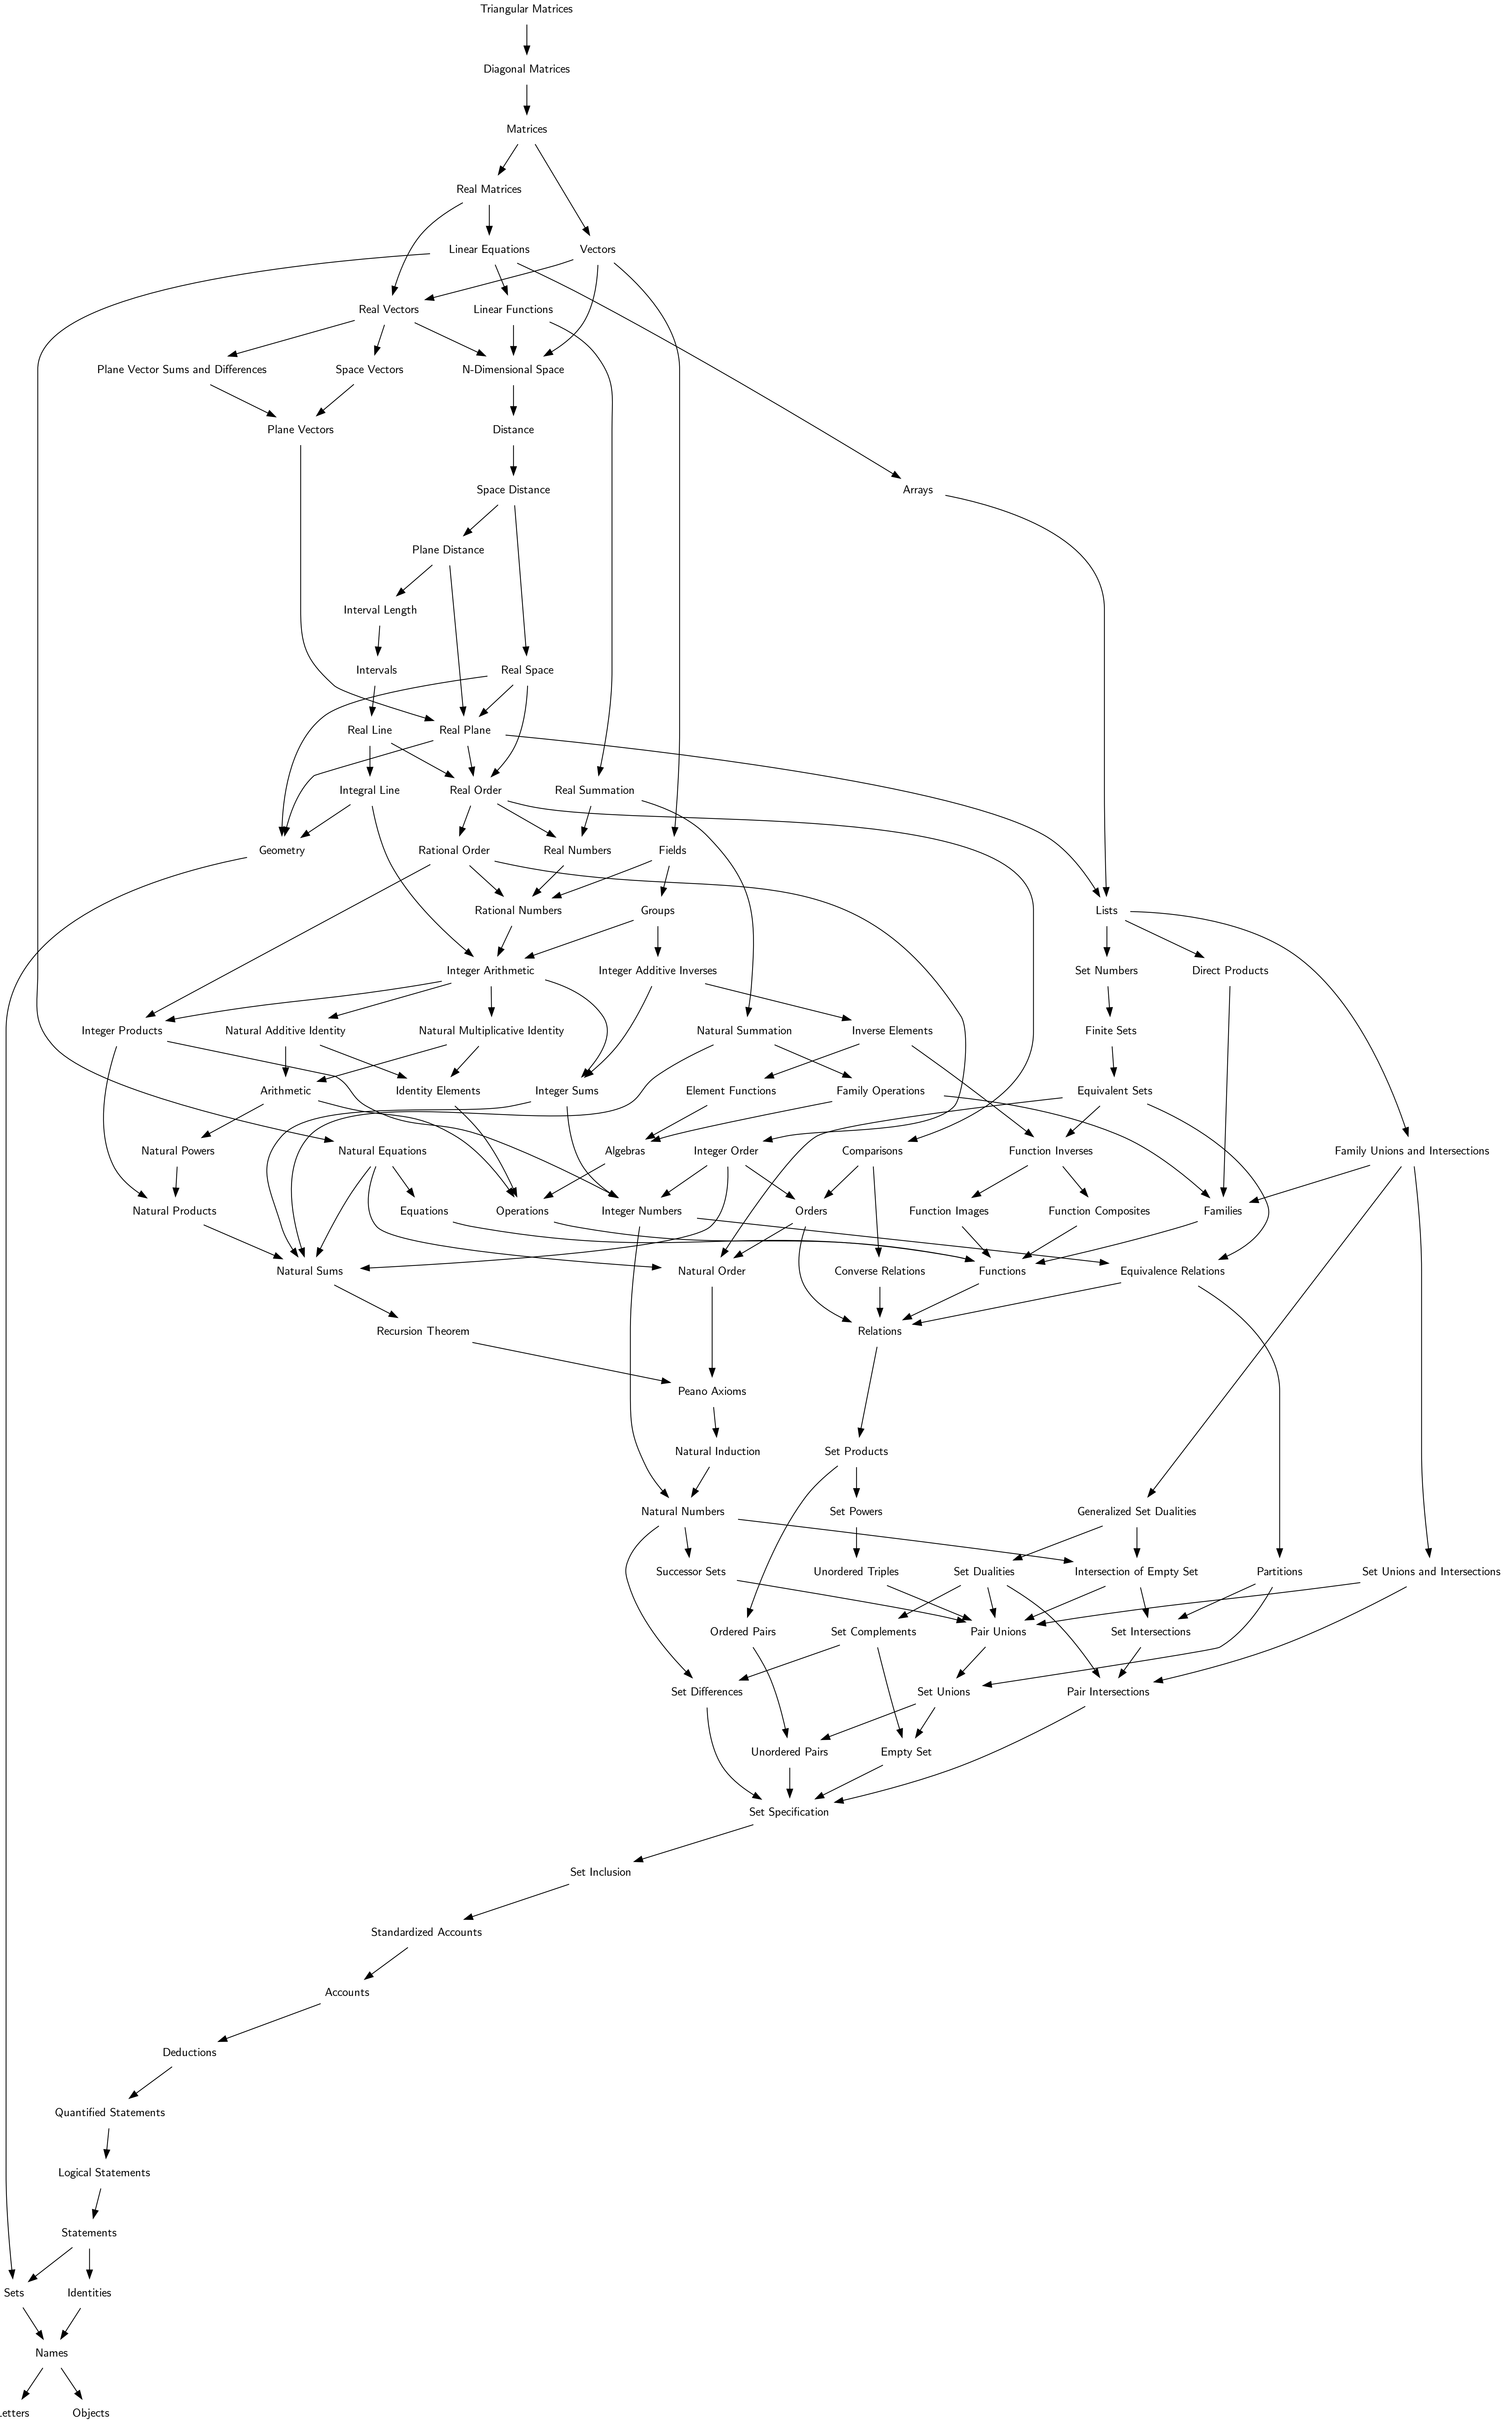 Triangular Matrices
Diagonal Matrices
Matrices
Real Matrices
Linear Equations
Vectors
Real Vectors
Linear Functions
Plane Vector Sums and Differences
Space Vectors
N-Dimensional Space
Plane Vectors
Distance
Space Distance
Arrays
Plane Distance
Interval Length
Intervals
Real Space
Real Line
Real Plane
Integral Line
Real Order
Real Summation
Geometry
Rational Order
Real Numbers
Fields
Rational Numbers
Groups
Lists
Integer Arithmetic
Integer Additive Inverses
Set Numbers
Direct Products
Integer Products
Natural Additive Identity
Natural Multiplicative Identity
Natural Summation
Inverse Elements
Finite Sets
Arithmetic
Identity Elements
Integer Sums
Element Functions
Family Operations
Equivalent Sets
Natural Powers
Natural Equations
Algebras
Integer Order
Comparisons
Function Inverses
Family Unions and Intersections
Natural Products
Equations
Operations
Integer Numbers
Orders
Function Images
Function Composites
Families
Natural Sums
Natural Order
Converse Relations
Functions
Equivalence Relations
Recursion Theorem
Relations
Peano Axioms
Natural Induction
Set Products
Natural Numbers
Set Powers
Generalized Set Dualities
Successor Sets
Unordered Triples
Set Dualities
Intersection of Empty Set
Partitions
Set Unions and Intersections
Ordered Pairs
Set Complements
Pair Unions
Set Intersections
Set Differences
Set Unions
Pair Intersections
Unordered Pairs
Empty Set
Set Specification
Set Inclusion
Standardized Accounts
Accounts
Deductions
Quantified Statements
Logical Statements
Statements
Sets
Identities
Names
etters
Objects